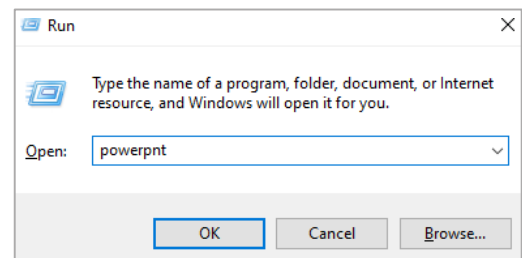 Run
Type the name of a program, folder, document, or Internet
resource, and Windows will open it for you.
Open: powerpnt
OK Cancel Browse...